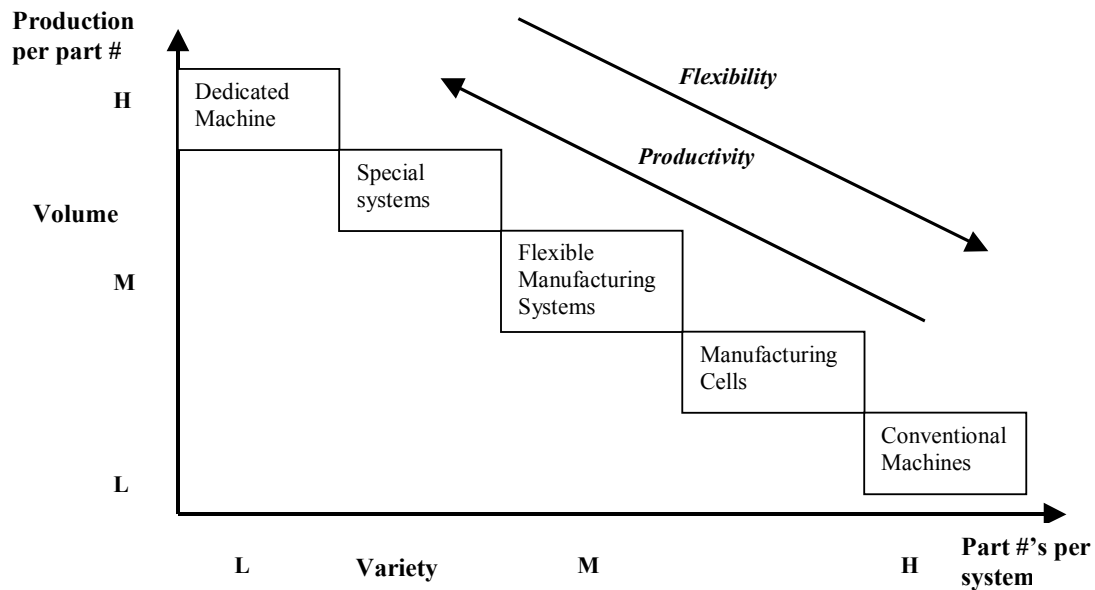 Production
per part #
Flexibility
H
Dedicated
Machine
Productivity
Special
systems
Volume
Flexible
Manufacturing
Systems
M
Manufacturing
Cells
Conventional
Machines
L
Part #'s per
system
L
Variety
M
H